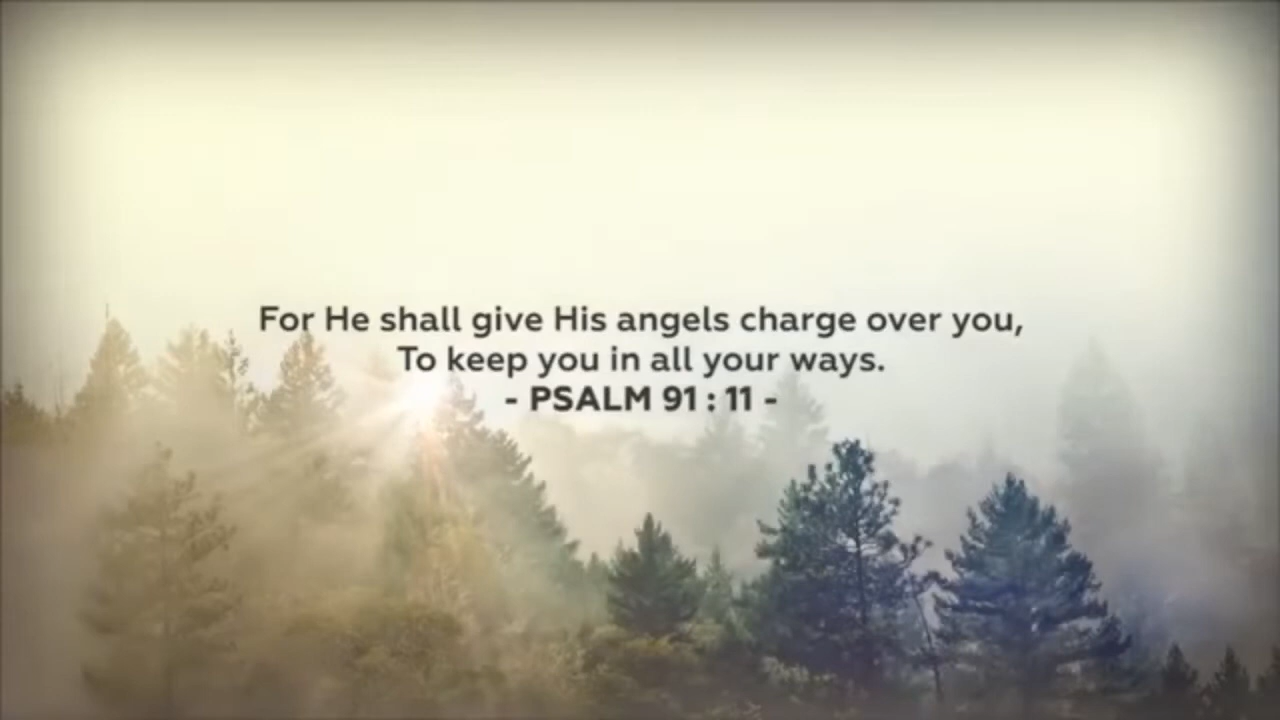 For He shall give His angels charge over you,
To keep you in all your ways.
- PSALM 91 : 11 -